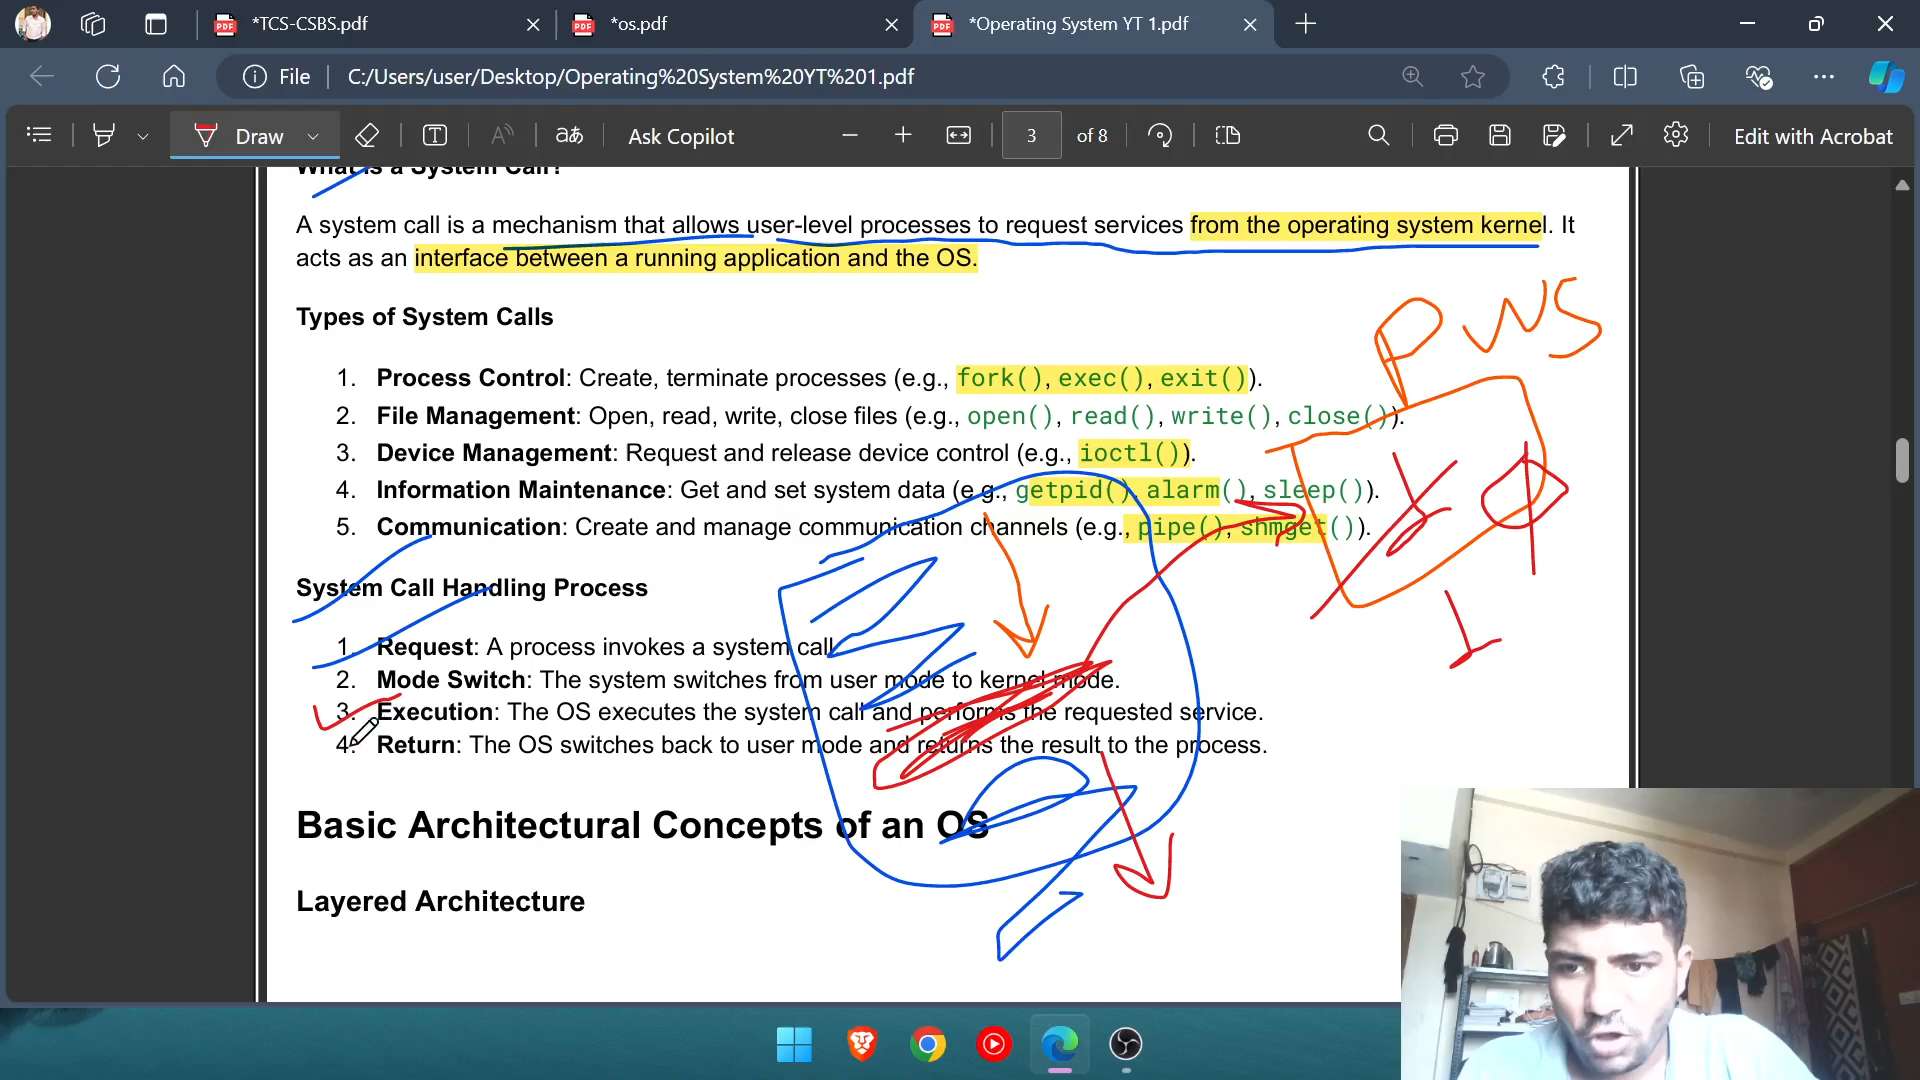 *TCS-CSBS.pdf
*os.pdf
*Operating System YT 1.pdf
File
C:/Users/user/Desktop/Operating%20System%20YT%201.pdf
Draw
aあ
Ask Copilot
3 of 8
Edit with Acrobat
What is a System Call?
A system call is a mechanism that allows user-level processes to request services from the operating system kernel. It
acts as an interface between a running application and the OS.
Types of System Calls
1. Process Control: Create, terminate processes (e.g., fork(), exec(), exit()).
2. File Management: Open, read, write, close files (e.g., open(), read(), write(), close()).
3. Device Management: Request and release device control (e.g., ioctl()).
4. Information Maintenance: Get and set system data (e.g., getpid(), alarm(), sleep()).
5. Communication: Create and manage communication channels (e.g., pipe(), shmget()).
PWS
System Call Handling Process
1. Request: A process invokes a system call.
2. Mode Switch: The system switches from user mode to kernel mode.
3. Execution: The OS executes the system call and performs the requested service.
4. Return: The OS switches back to user mode and returns the result to the process.
Basic Architectural Concepts of an OS
Layered Architecture